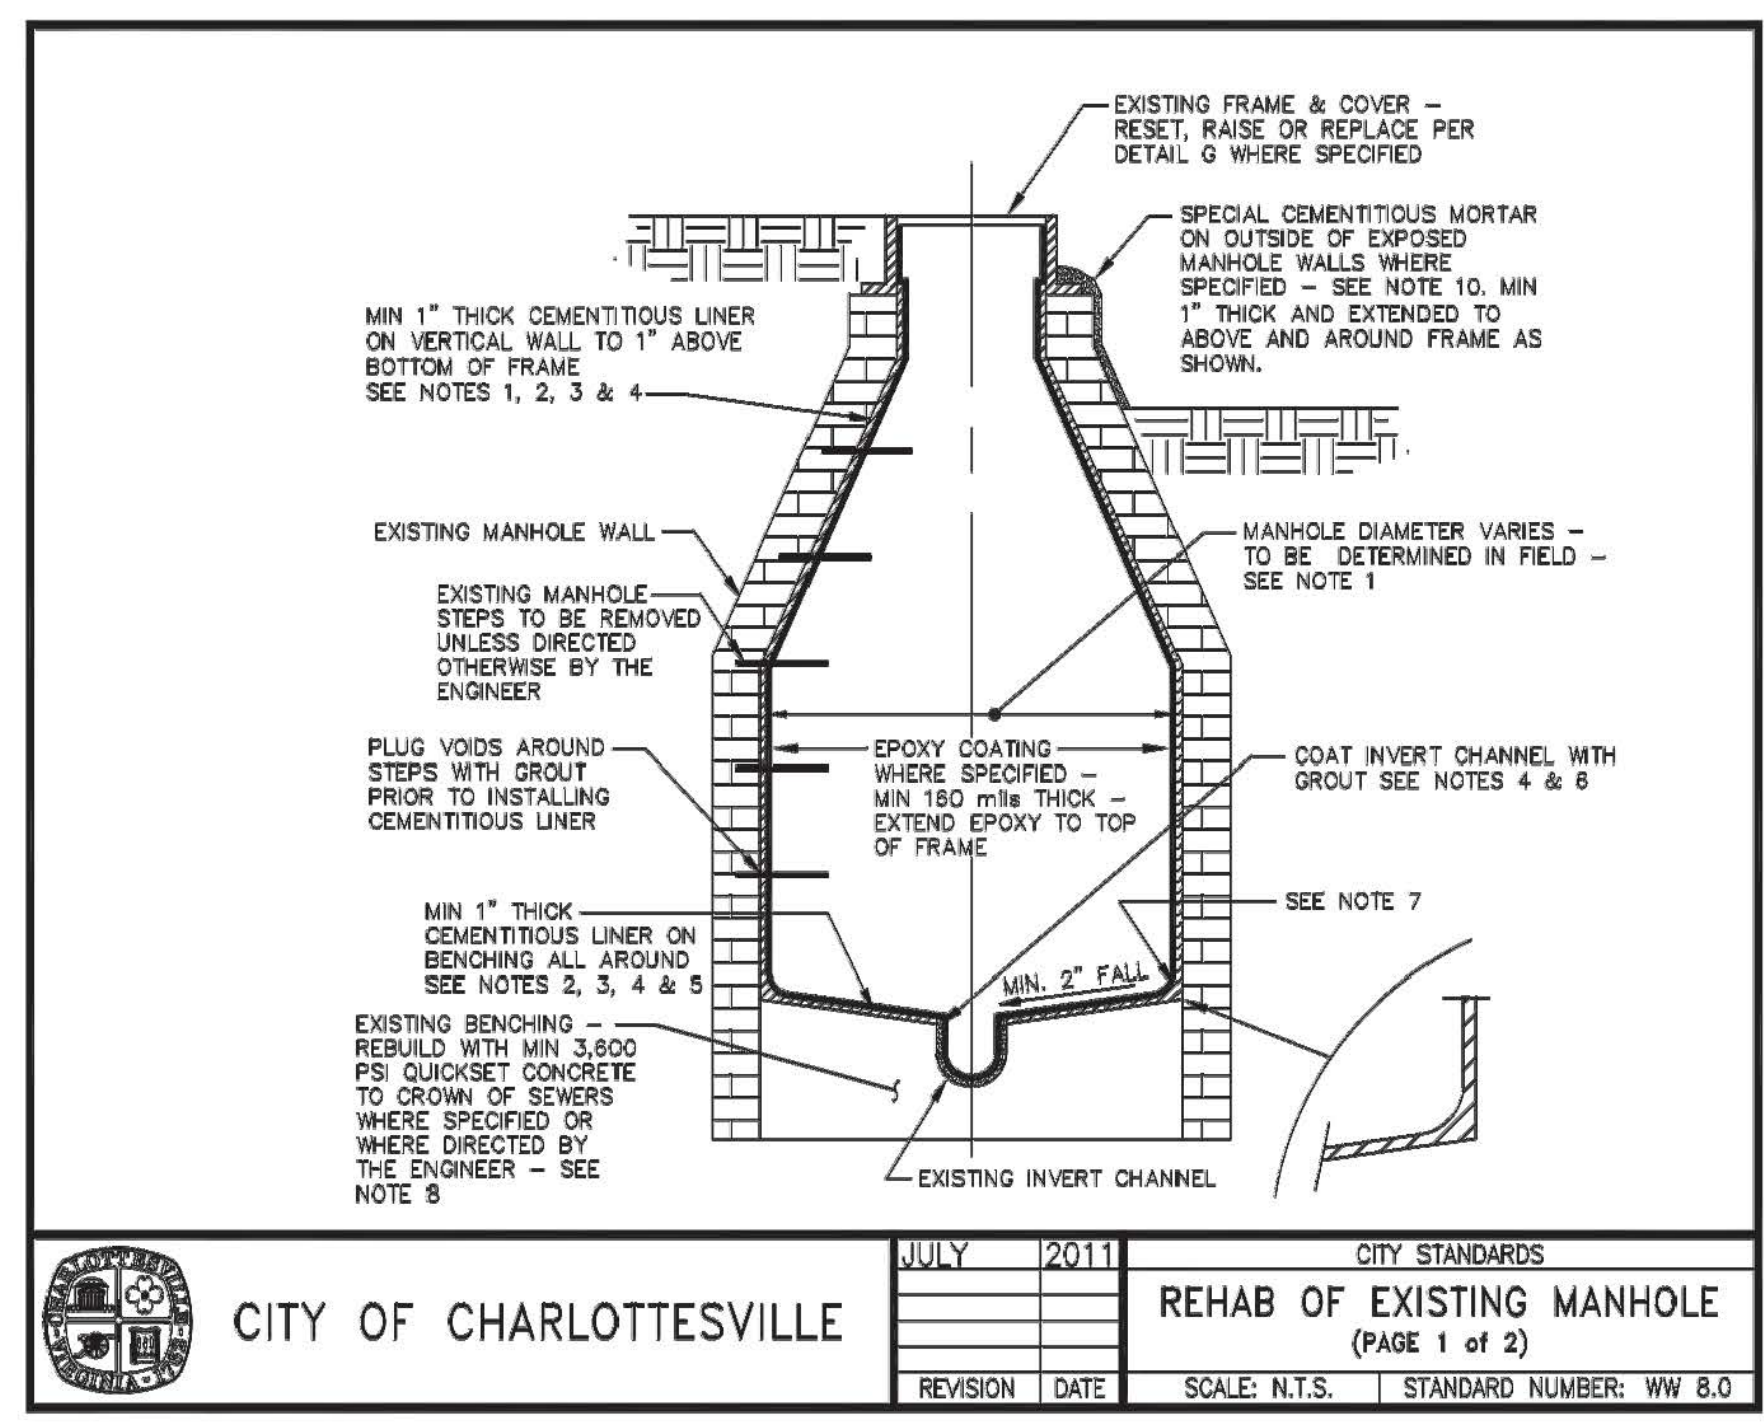 EXISTING FRAME & COVER –
RESET, RAISE OR REPLACE PER
DETAIL G WHERE SPECIFIED
SPECIAL CEMENTITIOUS MORTAR
ON OUTSIDE OF EXPOSED
MANHOLE WALLS WHERE
SPECIFIED – SEE NOTE 10. MIN
1" THICK AND EXTENDED TO
ABOVE AND AROUND FRAME AS
SHOWN.
MIN 1" THICK CEMENTITIOUS LINER
ON VERTICAL WALL TO 1" ABOVE
BOTTOM OF FRAME
SEE NOTES 1, 2, 3 & 4
EXISTING MANHOLE WALL
MANHOLE DIAMETER VARIES –
TO BE DETERMINED IN FIELD –
SEE NOTE 1
EXISTING MANHOLE
STEPS TO BE REMOVED
UNLESS DIRECTED
OTHERWISE BY THE
ENGINEER
PLUG VOIDS AROUND
STEPS WITH GROUT
PRIOR TO INSTALLING
CEMENTITIOUS LINER
EPOXY COATING
WHERE SPECIFIED –
MIN 160 mils THICK –
EXTEND EPOXY TO TOP
OF FRAME
COAT INVERT CHANNEL WITH
GROUT SEE NOTES 4 & 6
SEE NOTE 7
MIN 1" THICK
CEMENTITIOUS LINER ON
BENCHING ALL AROUND
SEE NOTES 2, 3, 4 & 5
MIN. 2" FALL
EXISTING BENCHING –
REBUILD WITH MIN 3,600
PSI QUICKSET CONCRETE
TO CROWN OF SEWERS
WHERE SPECIFIED OR
WHERE DIRECTED BY
THE ENGINEER – SEE
NOTE 8
EXISTING INVERT CHANNEL
CHARLOTTESVILLE
VIRGINIA - 1762
CITY OF CHARLOTTESVILLE
JULY 2011
REVISION DATE
CITY STANDARDS
REHAB OF EXISTING MANHOLE
(PAGE 1 of 2)
SCALE: N.T.S.
STANDARD NUMBER: WW 8.0